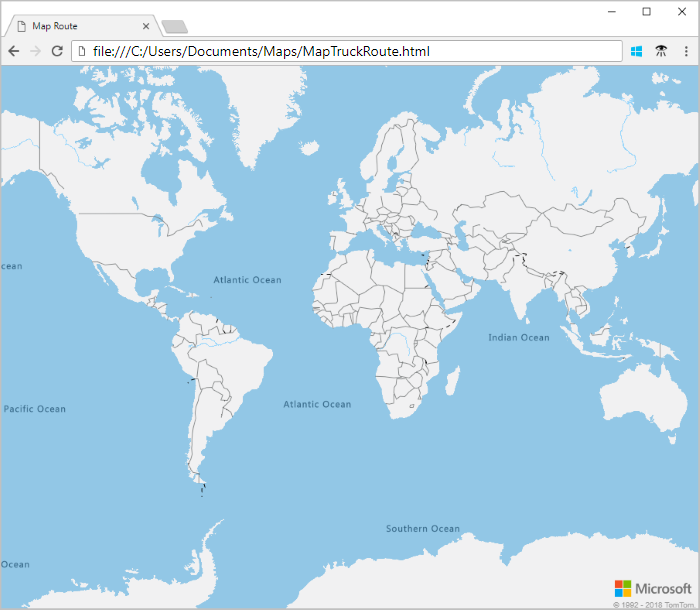 Map Route
file:///C:/Users/Documents/Maps/MapTruckRoute.html
cean
Atlantic Ocean
Indian Ocean
Atlantic Ocean
Pacific Ocean
Southern Ocean
Ocean
Microsoft
© 1992 - 2018 TomTom